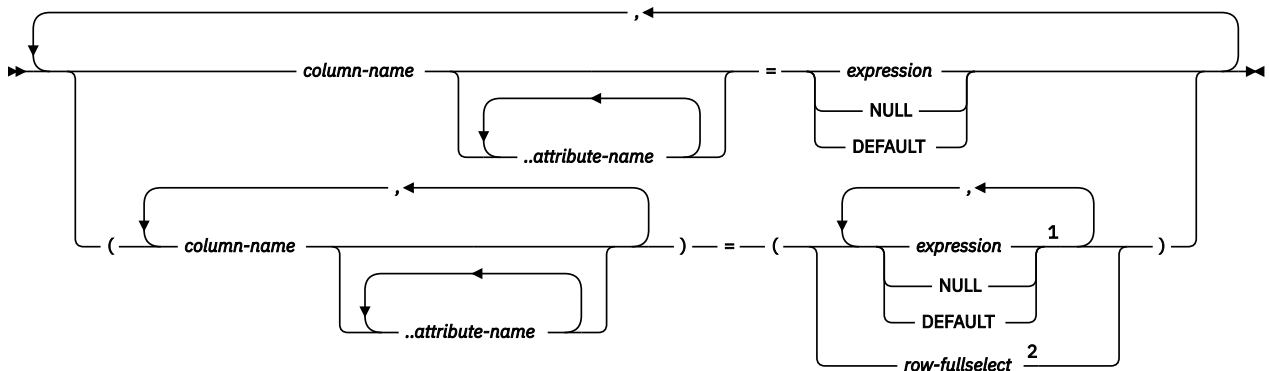 ,
column-name = expression
NULL
..attribute-name DEFAULT
, ,
( column-name ) = ( expression 1 )
NULL
..attribute-name DEFAULT
row-fullselect 2